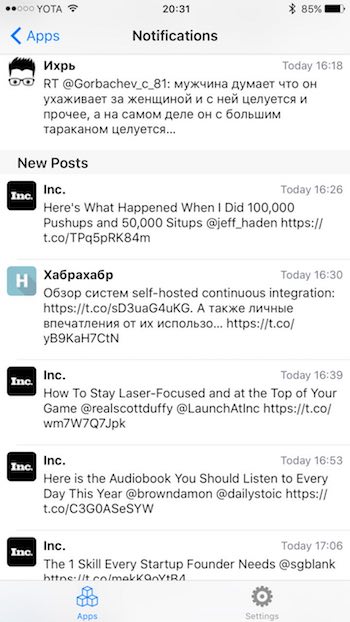 YOTA 20:31 85%
Apps Notifications
Ихрь Today 16:18
RT @Gorbachev_c_81: мужчина думает что он
ухаживает за женщиной и с ней целуется и
прочее, а на самом деле он с большим
тараканом целуется...
New Posts
Inc.
Inc. Today 16:26
Here's What Happened When I Did 100,000
Pushups and 50,000 Situps @jeff_haden https://
t.co/TPq5pRK84m
H
Хабрахабр Today 16:30
Обзор систем self-hosted continuous integration:
https://t.co/sD3uaG4uKG. А также личные
впечатления от их использо... https://t.co/
yB9KaH7CtN
Inc.
Inc. Today 16:39
How To Stay Laser-Focused and at the Top of Your
Game @realscottduffy @LaunchAtInc https://t.co/
wm7W7Q7Jpk
Inc.
Inc. Today 16:53
Here is the Audiobook You Should Listen to Every
Day This Year @browndamon @dailystoic https://
t.co/C3G0ASeSYW
Inc.
Inc. Today 17:06
The 1 Skill Every Startup Founder Needs @sgblank
https://t.co/mekK9oYtB4
Apps Settings